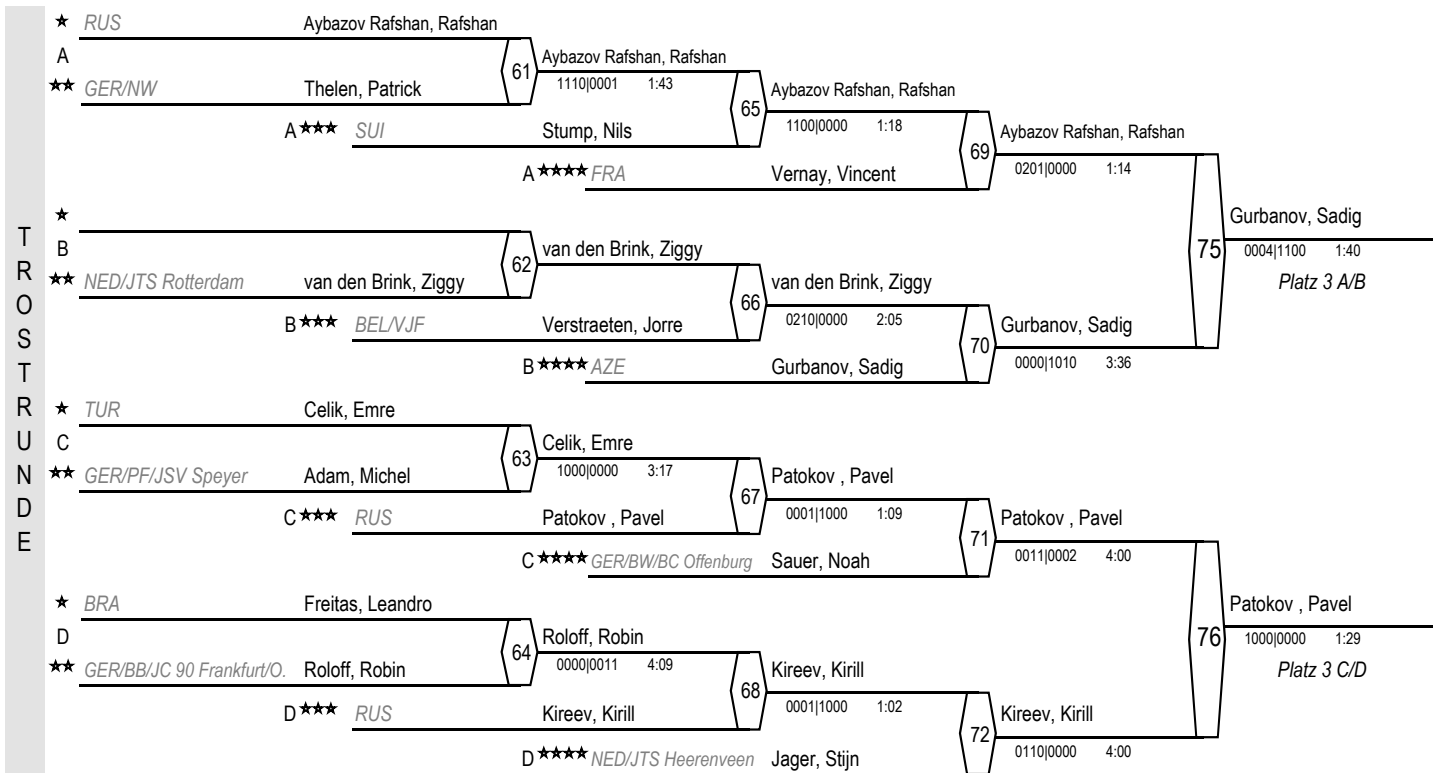 TROSTRUNDE
★ RUS Aybazov Rafshan, Rafshan
A
★★ GER/NW Thelen, Patrick
61 Aybazov Rafshan, Rafshan
1110|0001 1:43
A★★★ SUI Stump, Nils
65 Aybazov Rafshan, Rafshan
1100|0000 1:18
A★★★★ FRA Vernay, Vincent
69 Aybazov Rafshan, Rafshan
0201|0000 1:14
★
B
★★ NED/JTS Rotterdam van den Brink, Ziggy
62 van den Brink, Ziggy
B★★★ BEL/VJF Verstraeten, Jorre
66 van den Brink, Ziggy
0210|0000 2:05
B★★★★ AZE Gurbanov, Sadig
70 Gurbanov, Sadig
0000|1010 3:36
75 Gurbanov, Sadig
0004|1100 1:40
Platz 3 A/B
★ TUR Celik, Emre
C
★★ GER/PF/JSV Speyer Adam, Michel
63 Celik, Emre
1000|0000 3:17
C★★★ RUS Patokov , Pavel
67 Patokov , Pavel
0001|1000 1:09
C★★★★ GER/BW/BC Offenburg Sauer, Noah
71 Patokov , Pavel
0011|0002 4:00
★ BRA Freitas, Leandro
D
★★ GER/BB/JC 90 Frankfurt/O. Roloff, Robin
64 Roloff, Robin
0000|0011 4:09
D★★★ RUS Kireev, Kirill
68 Kireev, Kirill
0001|1000 1:02
D★★★★ NED/JTS Heerenveen Jager, Stijn
72 Kireev, Kirill
0110|0000 4:00
76 Patokov , Pavel
1000|0000 1:29
Platz 3 C/D